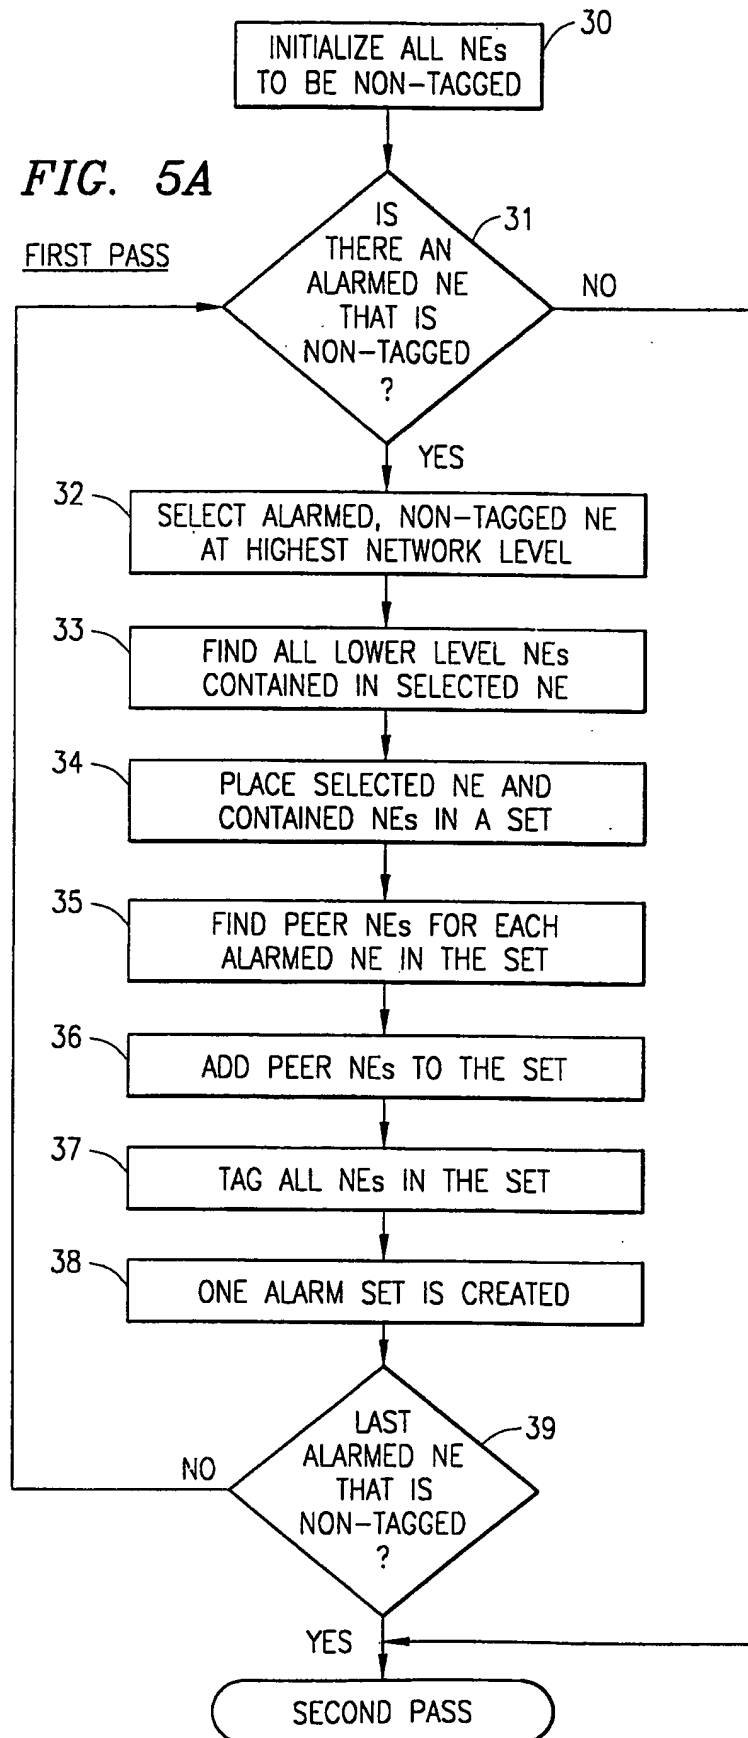 30
INITIALIZE ALL NEs
TO BE NON-TAGGED
FIG. 5A
FIRST PASS
31
IS
THERE AN
ALARMED NE
THAT IS
NON-TAGGED
?
NO
YES
32
SELECT ALARMED, NON-TAGGED NE
AT HIGHEST NETWORK LEVEL
33
FIND ALL LOWER LEVEL NEs
CONTAINED IN SELECTED NE
34
PLACE SELECTED NE AND
CONTAINED NEs IN A SET
35
FIND PEER NEs FOR EACH
ALARMED NE IN THE SET
36
ADD PEER NEs TO THE SET
37
TAG ALL NEs IN THE SET
38
ONE ALARM SET IS CREATED
39
LAST
ALARMED NE
THAT IS
NON-TAGGED
?
NO
YES
SECOND PASS